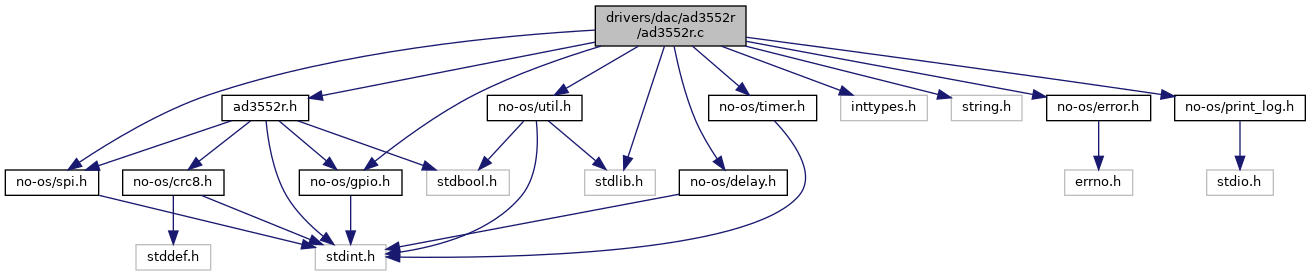 drivers/dac/ad3552r
/ad3552r.c
ad3552r.h
no-os/util.h
no-os/timer.h
inttypes.h
string.h
no-os/error.h
no-os/print_log.h
no-os/spi.h
no-os/crc8.h
no-os/gpio.h
stdbool.h
stdlib.h
no-os/delay.h
errno.h
stdio.h
stddef.h
stdint.h